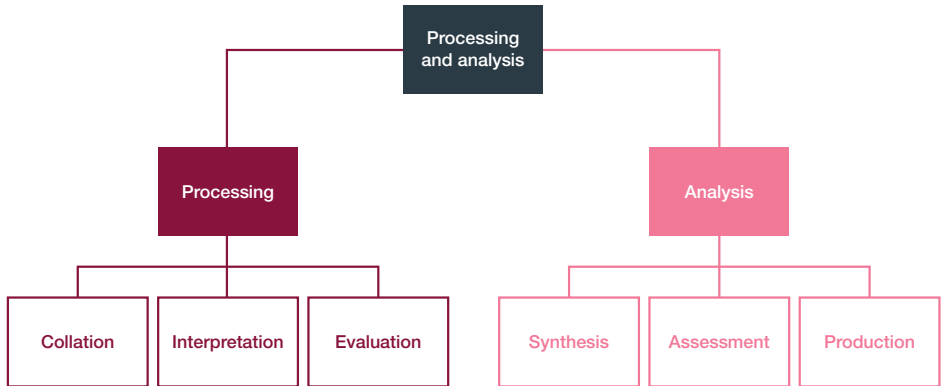 Processing
and analysis
Processing
Analysis
Collation
Interpretation
Evaluation
Synthesis
Assessment
Production